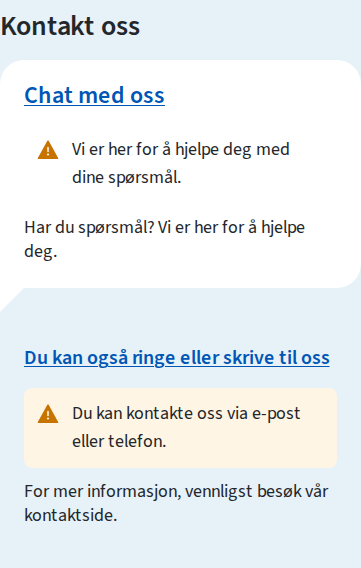 Kontakt oss
Chat med oss
Vi er her for å hjelpe deg med
dine spørsmål.
Har du spørsmål? Vi er her for å hjelpe
deg.
Du kan også ringe eller skrive til oss
Du kan kontakte oss via e-post
eller telefon.
For mer informasjon, vennligst besøk vår
kontaktside.